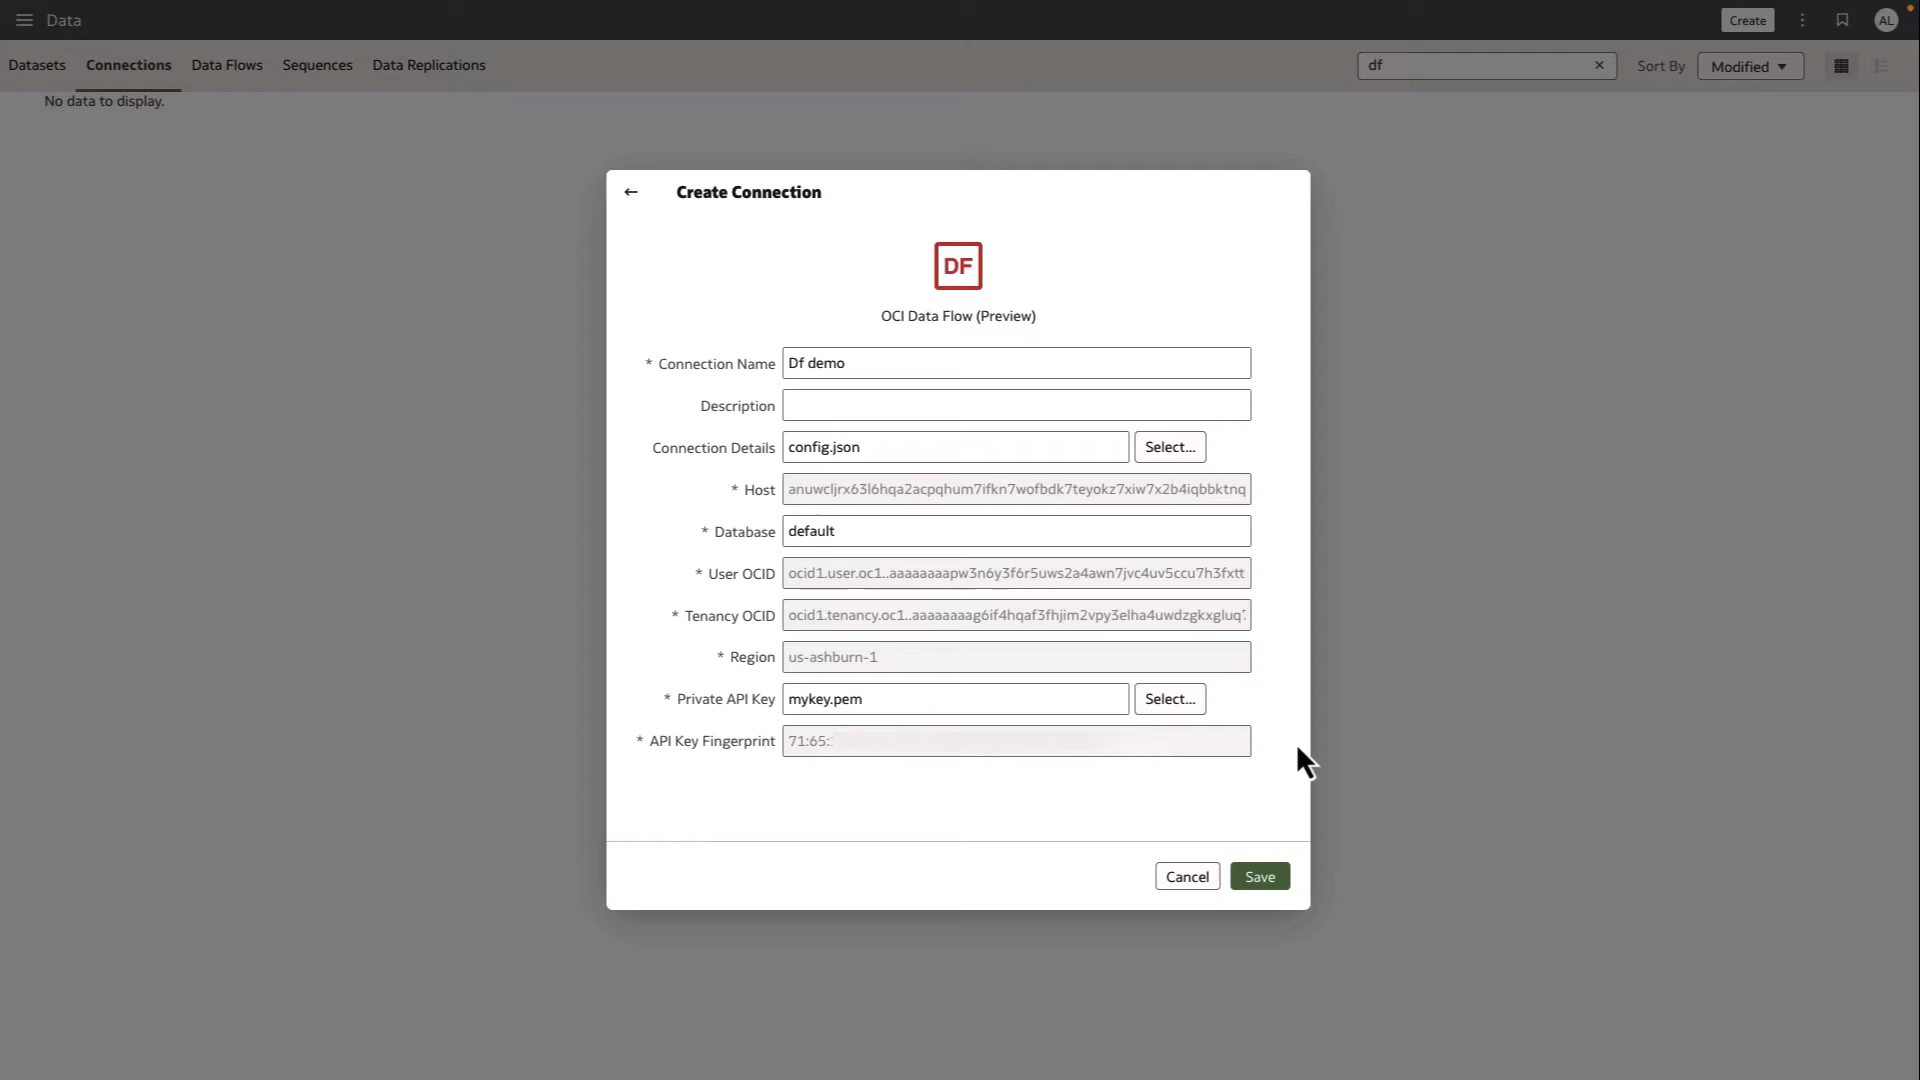 Data
Create
AL
Datasets Connections Data Flows Sequences Data Replications
df
Sort By
Modified
No data to display.
Create Connection
DF
OCI Data Flow (Preview)
* Connection Name Df demo
Description
Connection Details config.json Select...
* Host anuwcljrx63l6hqa2acpqhum7ifkn7wofbdk7teyokz7xiw7x2b4iqbbktnq
* Database default
* User OCID ocid1.user.oc1..aaaaaaaapw3n6y3f6r5uws2a4awn7jvc4uv5ccu7h3fxtt
* Tenancy OCID ocid1.tenancy.oc1..aaaaaaaag6if4hqaf3fhjim2vpy3elha4uwdzgkxgluq
* Region us-ashburn-1
* Private API Key mykey.pem Select...
* API Key Fingerprint 71:65:
Cancel Save